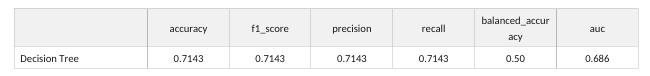 accuracy f1_score precision recall balanced_accur
acy auc
Decision Tree 0.7143 0.7143 0.7143 0.7143 0.50 0.686